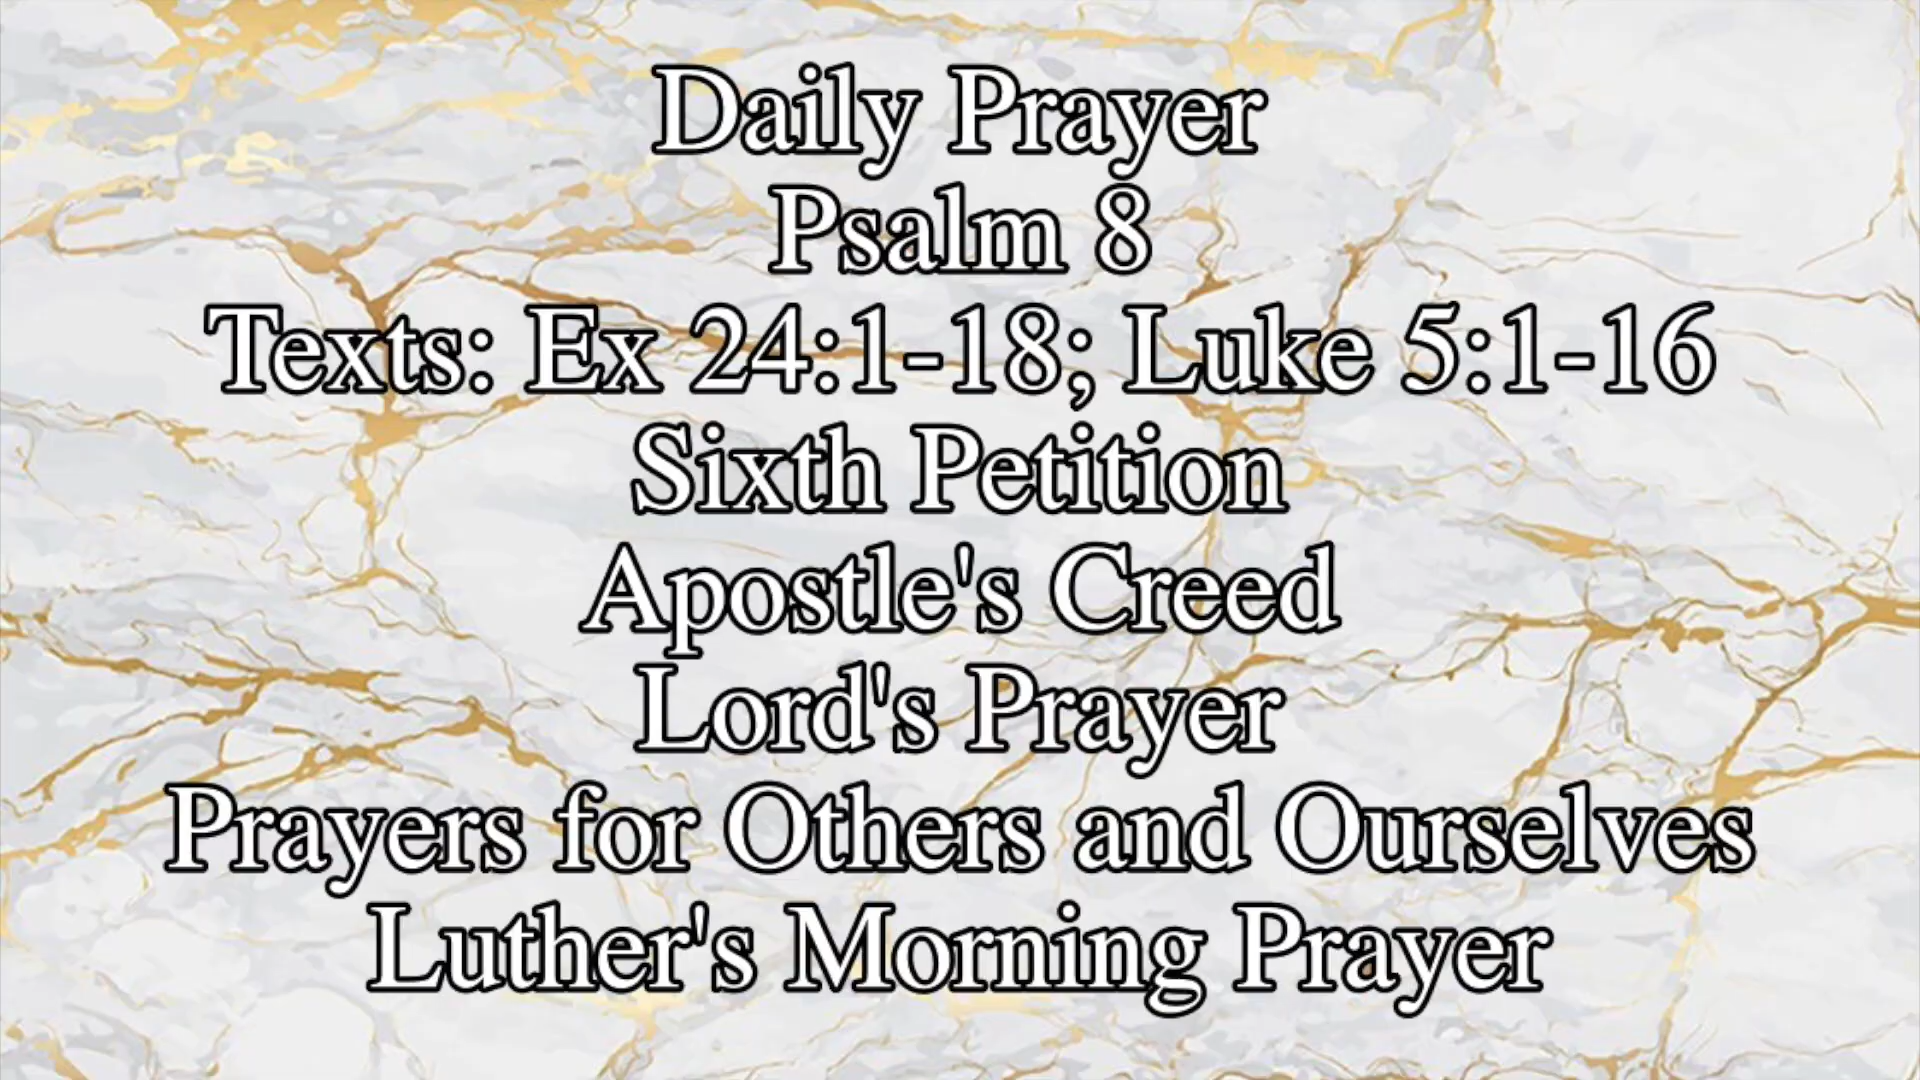 Daily Prayer
Psalm 8
Texts: Ex 24:1-18; Luke 5:1-16
Sixth Petition
Apostle's Creed
Lord's Prayer
Prayers for Others and Ourselves
Luther's Morning Prayer